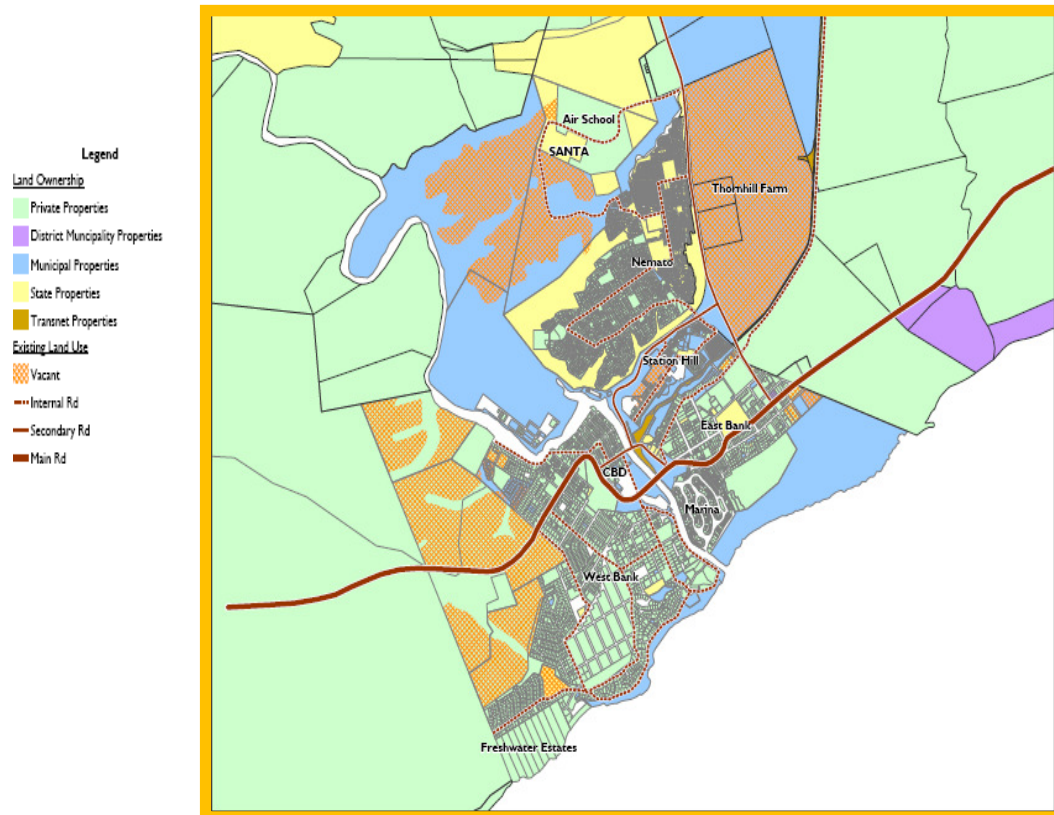 Legend
Land Ownership
Private Properties
District Muncipality Properties
Municipal Properties
State Properties
Transnet Properties
Existing Land Use
Vacant
Internal Rd
Secondary Rd
Main Rd
Air School
SANTA
Thornhill Farm
Nemato
Station Hill
East Bank
CBD
Marina
West Bank
Freshwater Estates